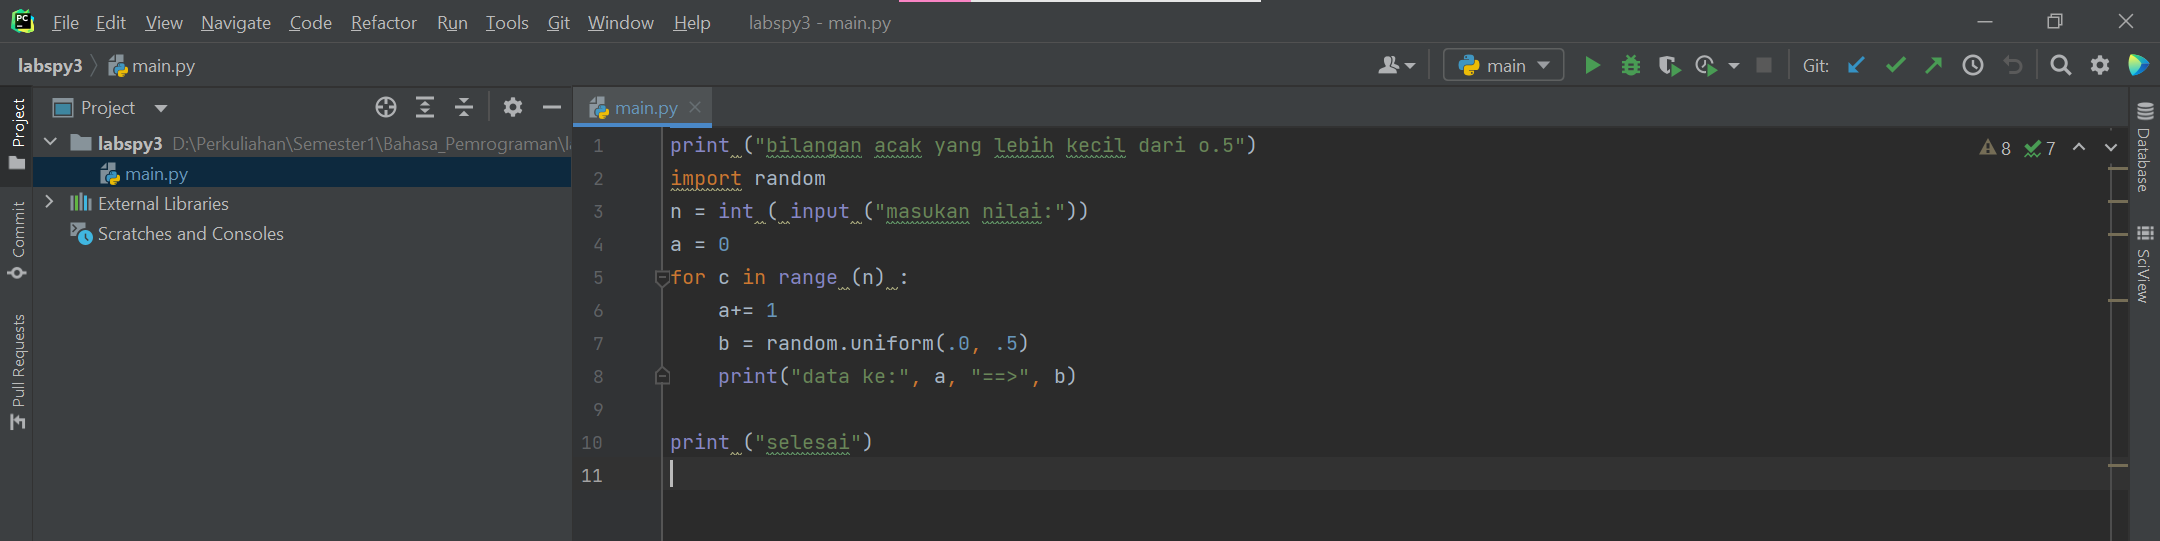 File Edit View Navigate Code Refactor Run Tools Git Window Help labspy3 - main.py
labspy3 main.py main Git:
Project main.py
labspy3 D:\Perkuliahan\Semester1\Bahasa_Pemrograman\
main.py
External Libraries
Scratches and Consoles
Project
Commit
Pull Requests
1 print ("bilangan acak yang lebih kecil dari o.5")
2 import random
3 n = int ( input ("masukan nilai:"))
4 a = 0
5 for c in range (n) :
6 a+= 1
7 b = random.uniform(.0, .5)
8 print("data ke:", a, "==>", b)
9
10 print ("selesai")
11
8 7
Database
SciView